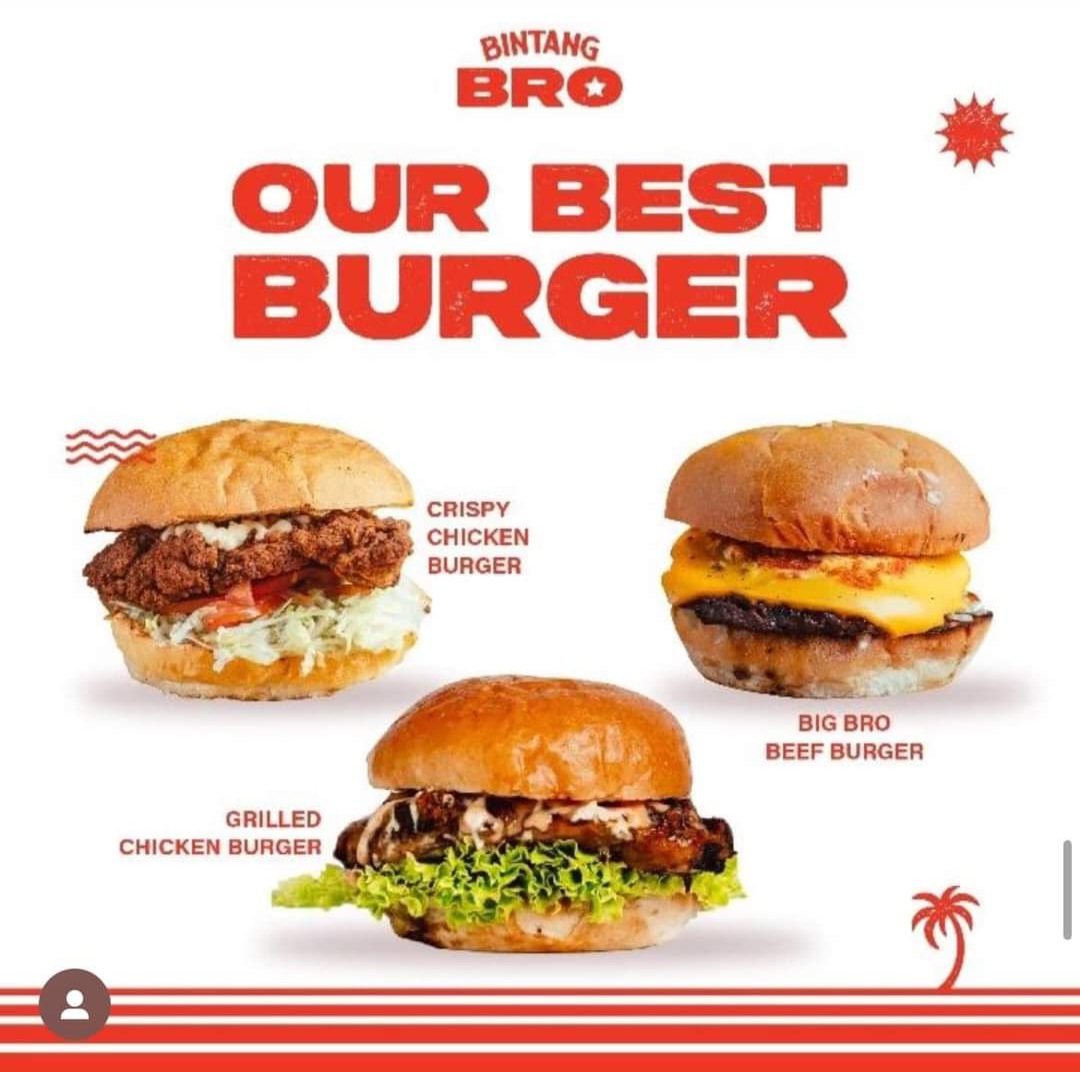 BINTANG
BRO
OUR BEST
BURGER
CRISPY
CHICKEN
BURGER
BIG BRO
BEEF BURGER
GRILLED
CHICKEN BURGER